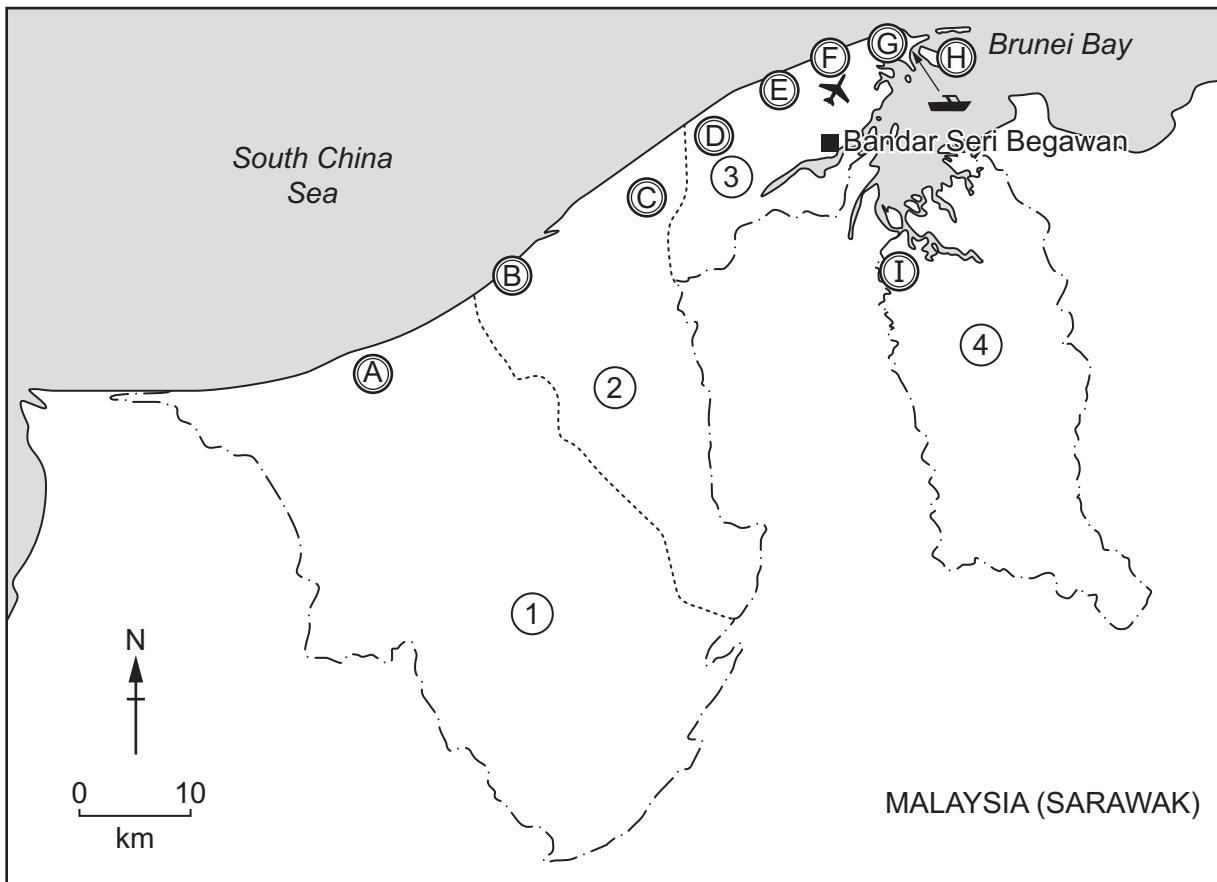 G
F
H
Brunei Bay
E
D
Bandar Seri Begawan
South China
Sea
3
C
B
I
4
A
2
1
N
0 10
km
MALAYSIA (SARAWAK)